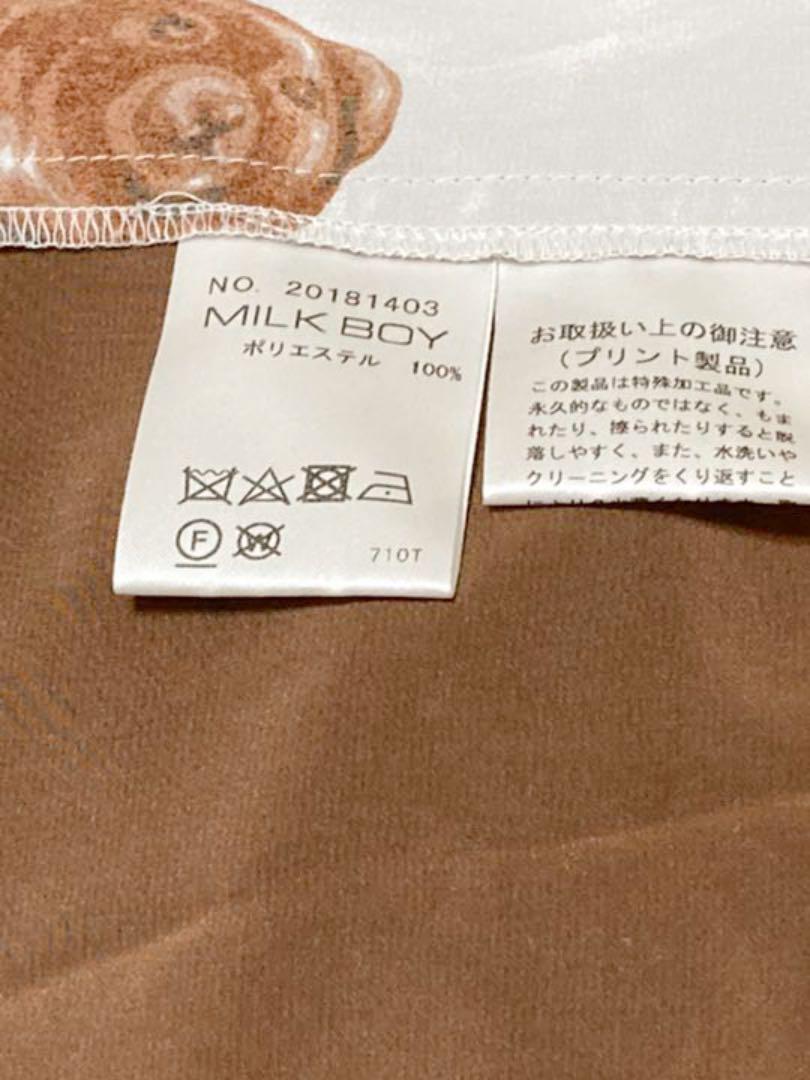 NO. 20181403
MILK BOY
ポリエステル 100%
F
W
710T
お取扱い上の御注意
（プリント製品）
この製品は特殊加工品です。
永久的なものではなく、もま
れたり、擦られたりすると脱
落しやすく、また、水洗いや
クリーニングをくり返すこと